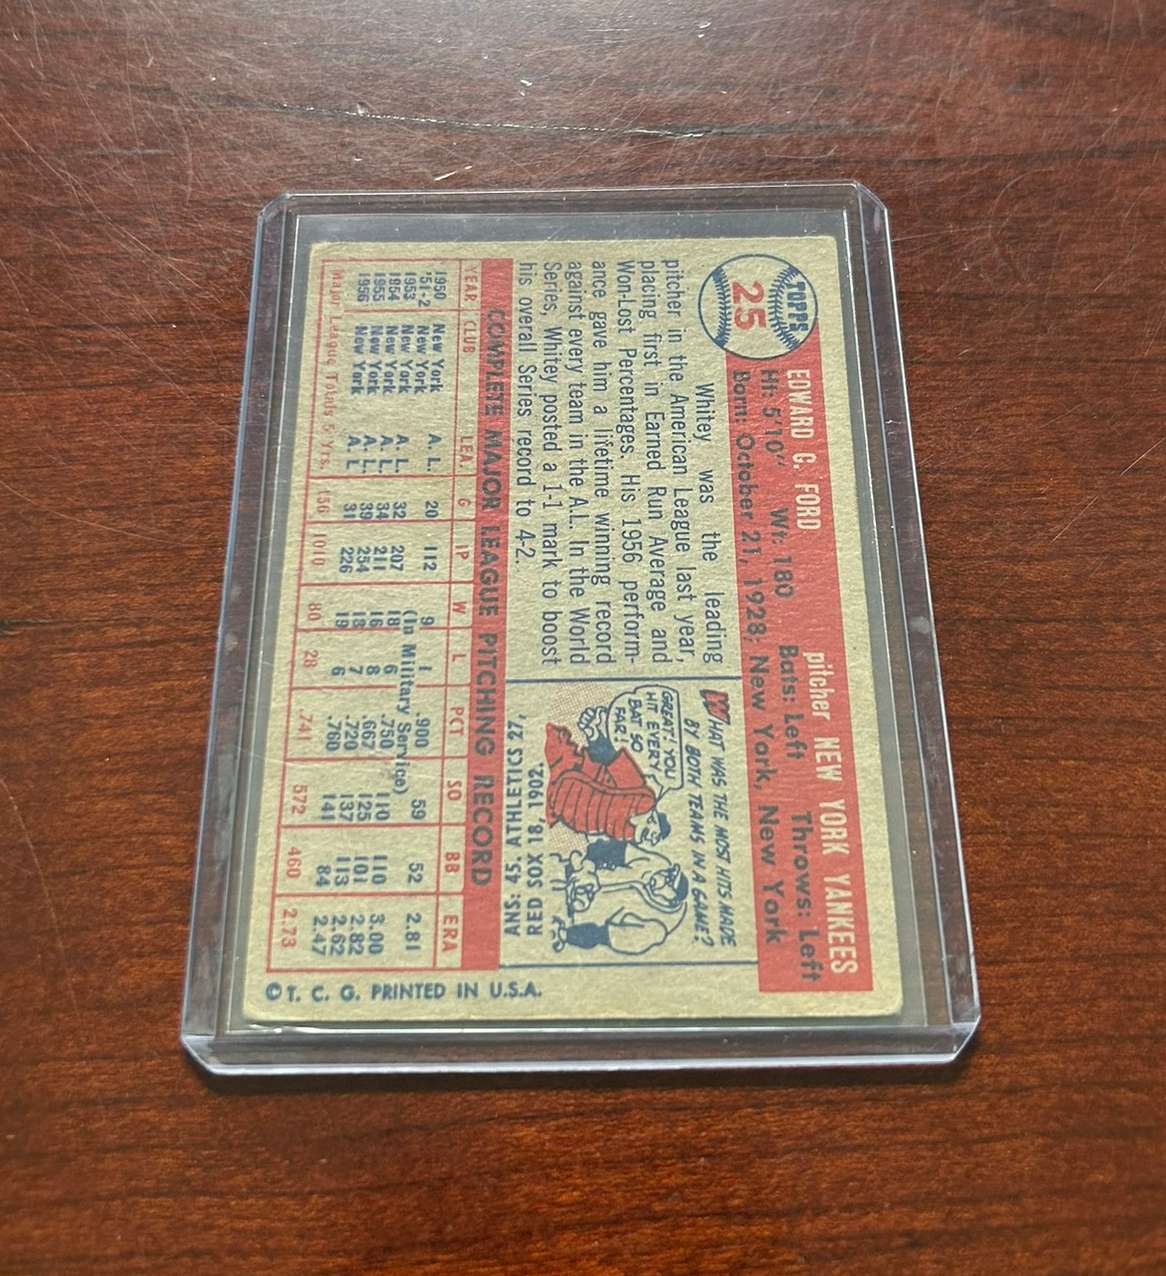 TOPPS
25
EDWARD C. FORD
pitcher NEW YORK YANKEES
Ht: 5'10" Wt: 180 Bats: Left Throws: Left
Born: October 21, 1928; New York, New York
Whitey was the leading
pitcher in the American League last year,
placing first in Earned Run Average and
Won-Lost Percentages. His 1956 perform-
ance gave him a lifetime winning record
against every team in the A.L. In the World
Series, Whitey posted a 1-1 mark to boost
his overall Series record to 4-2.
WHAT WAS THE MOST HITS MADE
BY BOTH TEAMS IN A GAME?
GREAT! YOU
HIT EVERY
BAT SO
FAR!
ANS: 45. ATHLETICS 27,
RED SOX 18, 1902.
COMPLETE MAJOR LEAGUE PITCHING RECORD
YEAR CLUB LEA. G IP W L PCT SO BB ERA
1950 New York A. L. 20 112 9 1 .900 59 52 2.81
'51-2 New York (In Military Service)
1953 New York A. L. 32 207 18 6 .750 110 110 3.00
1954 New York A. L. 34 211 16 8 .667 125 101 2.82
1955 New York A. L. 39 254 18 7 .720 137 113 2.62
1956 New York A. L. 31 226 19 6 .760 141 84 2.47
Major League Totals 5 Yrs. 156 1010 80 28 .741 572 460 2.73
© T. C. G. PRINTED IN U.S.A.